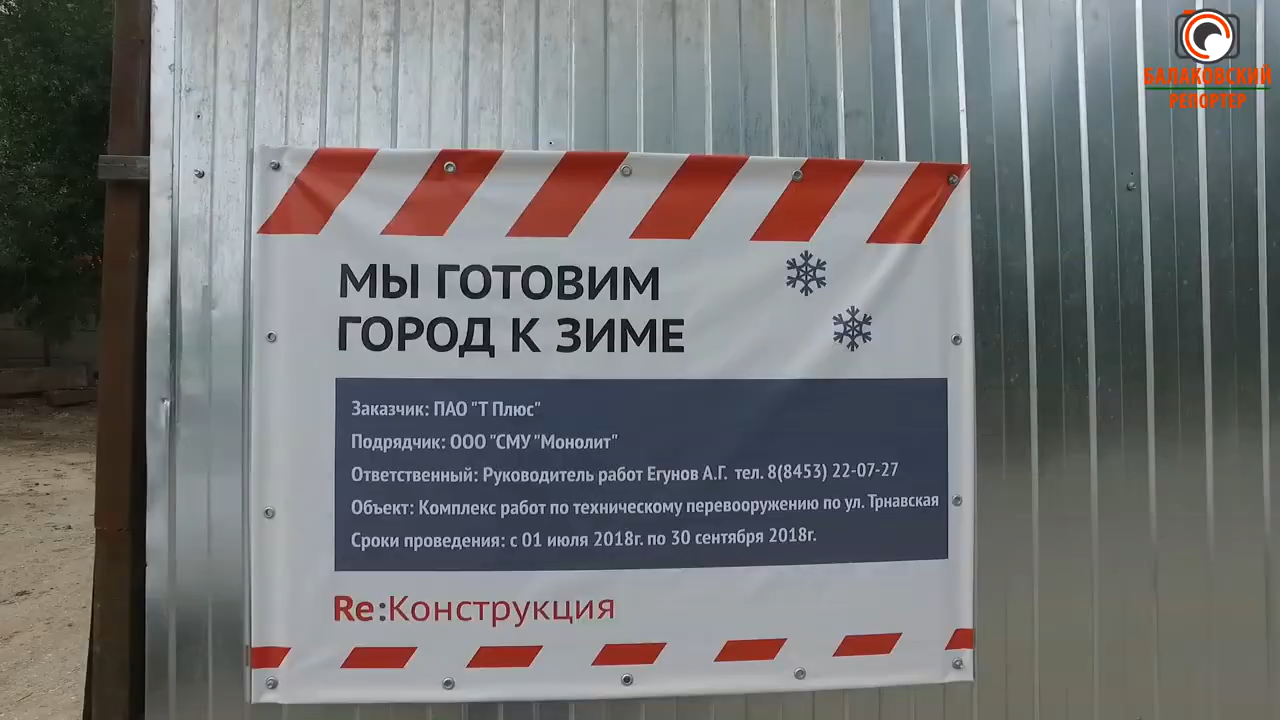 БАЛАКОВСКИЙ
РЕПОРТЕР
МЫ ГОТОВИМ
ГОРОД К ЗИМЕ
Заказчик: ПАО "Т Плюс"
Подрядчик: ООО "СМУ "Монолит"
Ответственный: Руководитель работ Егунов А.Г. тел. 8(8453) 22-07-27
Объект: Комплекс работ по техническому перевооружению по ул. Трнавская
Сроки проведения: с 01 июля 2018г. по 30 сентября 2018г.
Re:Конструкция